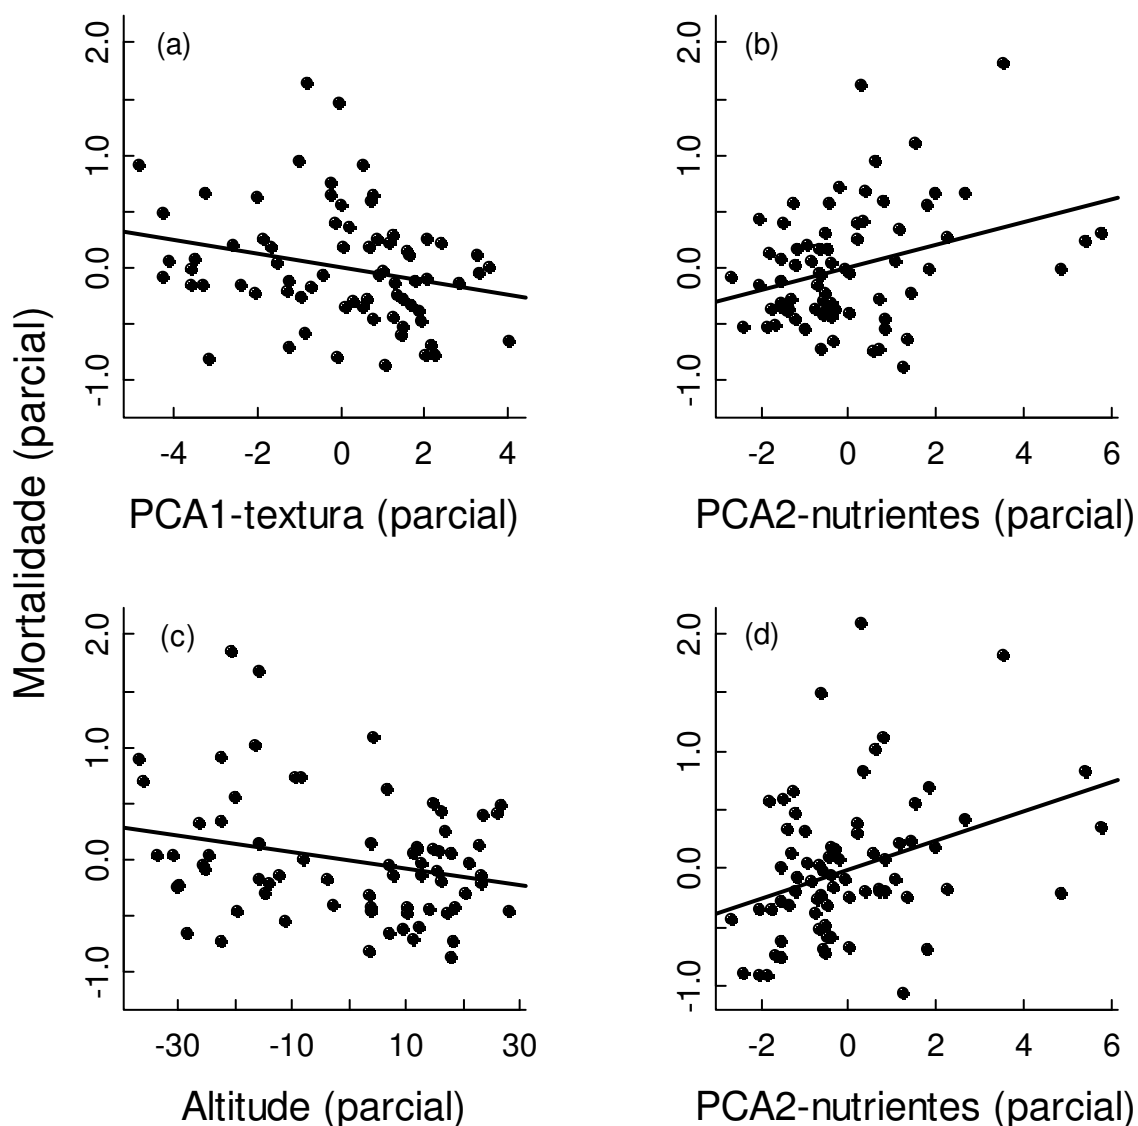 Mortalidade (parcial)
(a)
2.0
1.0
0.0
-1.0
-4 -2 0 2 4
PCA1-textura (parcial)
(b)
2.0
1.0
0.0
-1.0
-2 0 2 4 6
PCA2-nutrientes (parcial)
(c)
2.0
1.0
0.0
-1.0
-30 -10 10 30
Altitude (parcial)
(d)
2.0
1.0
0.0
-1.0
-2 0 2 4 6
PCA2-nutrientes (parcial)